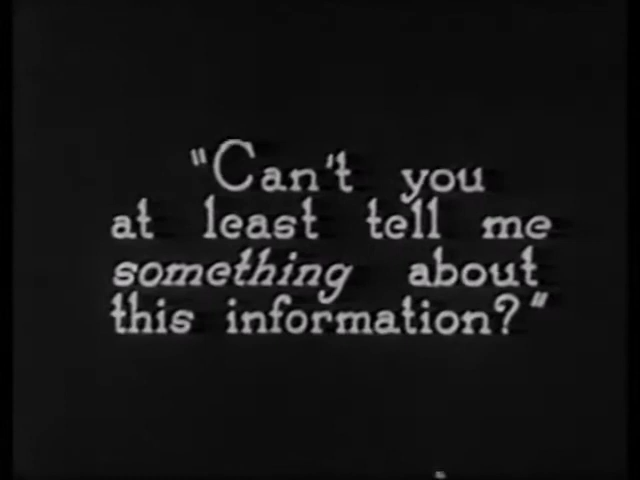 "Can't you
at least tell me
something about
this information?"